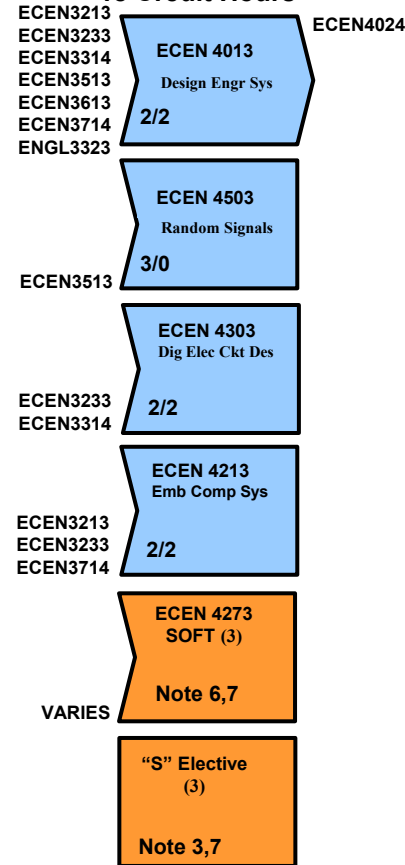 Credit Hours
ECEN3213
ECEN3233
ECEN3314
ECEN3513
ECEN3613
ECEN3714
ENGL3323
ECEN 4013
Design Engr Sys
2/2
ECEN4024
ECEN 4503
Random Signals
3/0
ECEN3513
ECEN 4303
Dig Elec Ckt Des
2/2
ECEN3233
ECEN3314
ECEN 4213
Emb Comp Sys
2/2
ECEN3213
ECEN3233
ECEN3714
ECEN 4273
SOFT (3)
Note 6,7
VARIES
“S” Elective
(3)
Note 3,7